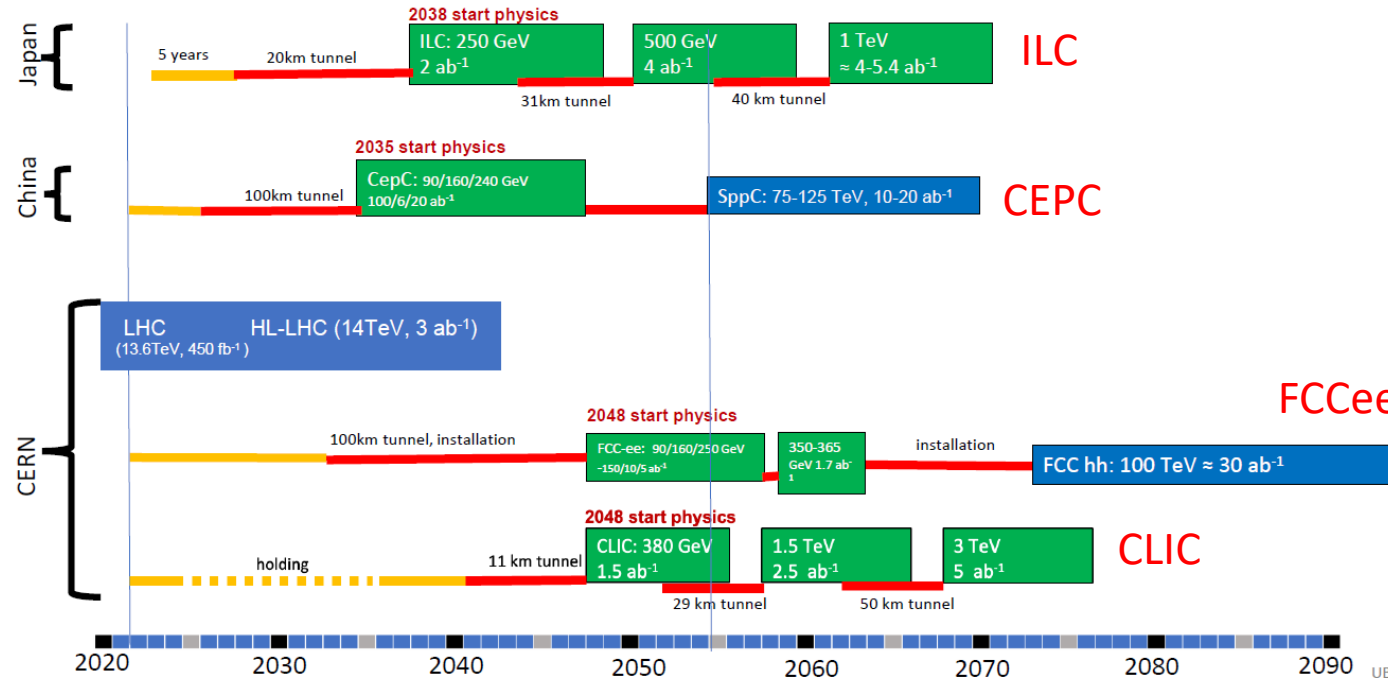 Japan
5 years
20km tunnel
2038 start physics
ILC: 250 GeV
2 ab⁻¹
31km tunnel
500 GeV
4 ab⁻¹
40 km tunnel
1 TeV
≈ 4-5.4 ab⁻¹
ILC
China
100km tunnel
2035 start physics
CepC: 90/160/240 GeV
100/6/20 ab⁻¹
SppC: 75-125 TeV, 10-20 ab⁻¹
CEPC
CERN
LHC HL-LHC (14TeV, 3 ab⁻¹)
(13.6TeV, 450 fb⁻¹ )
100km tunnel, installation
2048 start physics
FCC-ee: 90/160/250 GeV
~150/10/5 ab⁻¹
350-365
GeV 1.7 ab⁻
¹
installation
FCC hh: 100 TeV ≈ 30 ab⁻¹
FCCee
holding
11 km tunnel
2048 start physics
CLIC: 380 GeV
1.5 ab⁻¹
29 km tunnel
1.5 TeV
2.5 ab⁻¹
50 km tunnel
3 TeV
5 ab⁻¹
CLIC
2020 2030 2040 2050 2060 2070 2080 2090